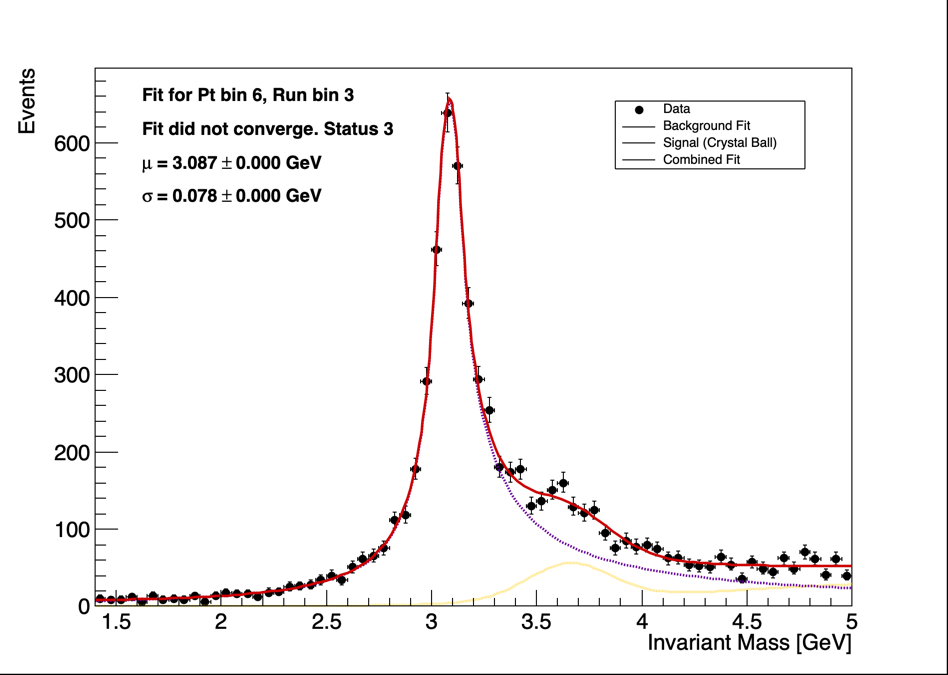 Events
Fit for Pt bin 6, Run bin 3
Fit did not converge. Status 3
μ = 3.087 ± 0.000 GeV
σ = 0.078 ± 0.000 GeV
Data
Background Fit
Signal (Crystal Ball)
Combined Fit
600
500
400
300
200
100
0
1.5 2 2.5 3 3.5 4 4.5 5
Invariant Mass [GeV]